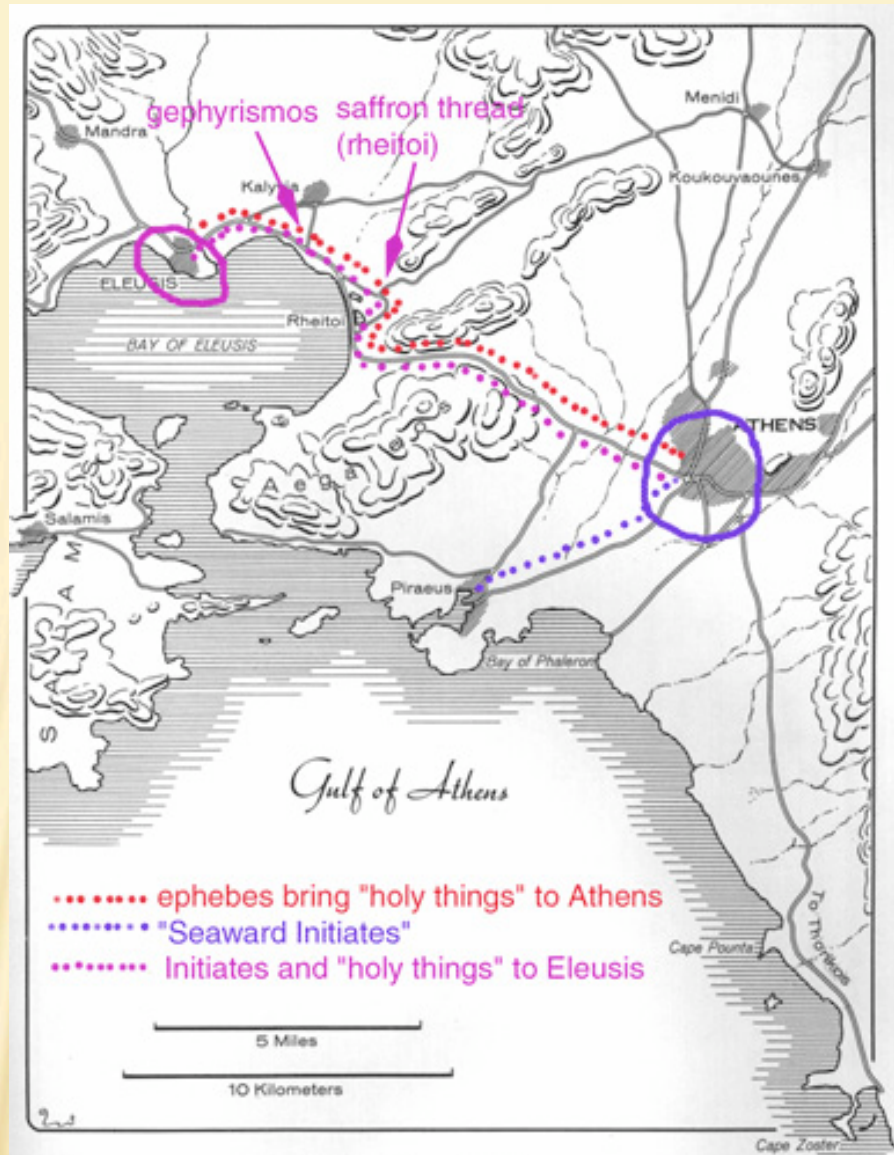 gephyrismos
saffron thread
(rheitoi)
Menidi
Mandra
Koukouvaounes
ELEUSIS
Rheitoi
BAY OF ELEUSIS
ATHENS
Aegaleos
Salamis
SAM
Piraeus
Bay of Phaleron
Gulf of Athens
ephebes bring "holy things" to Athens
"Seaward Initiates"
Initiates and "holy things" to Eleusis
To Thorikos
Cape Pounta
5 Miles
10 Kilometers
Cape Zoster